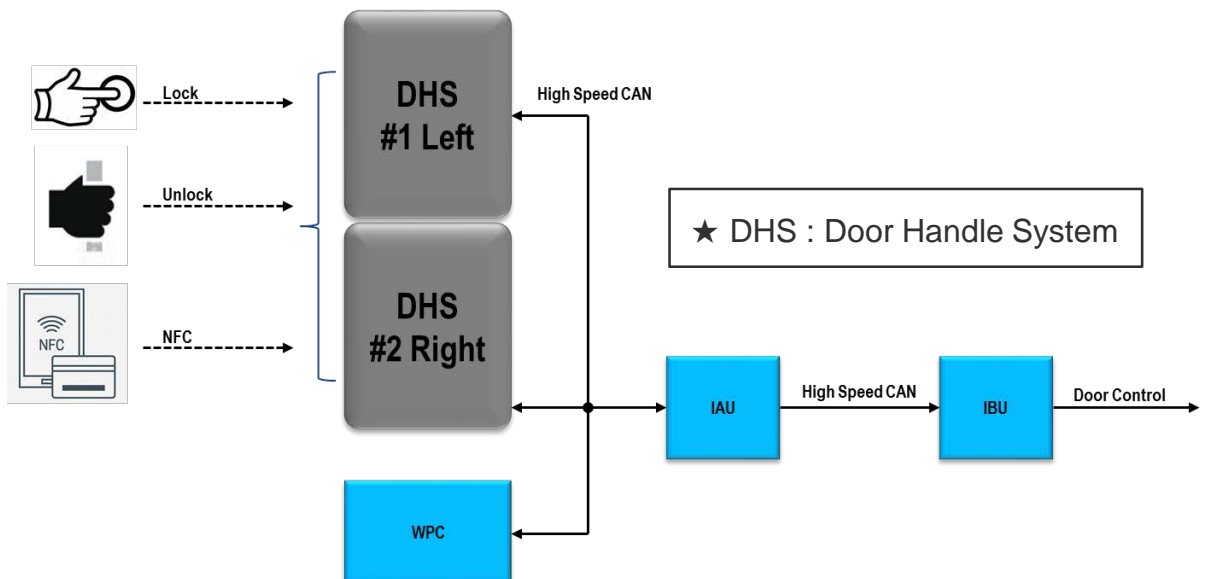 DHS
#1 Left
High Speed CAN
Lock
Unlock
★ DHS : Door Handle System
DHS
#2 Right
NFC
NFC
IAU
High Speed CAN
IBU
Door Control
WPC